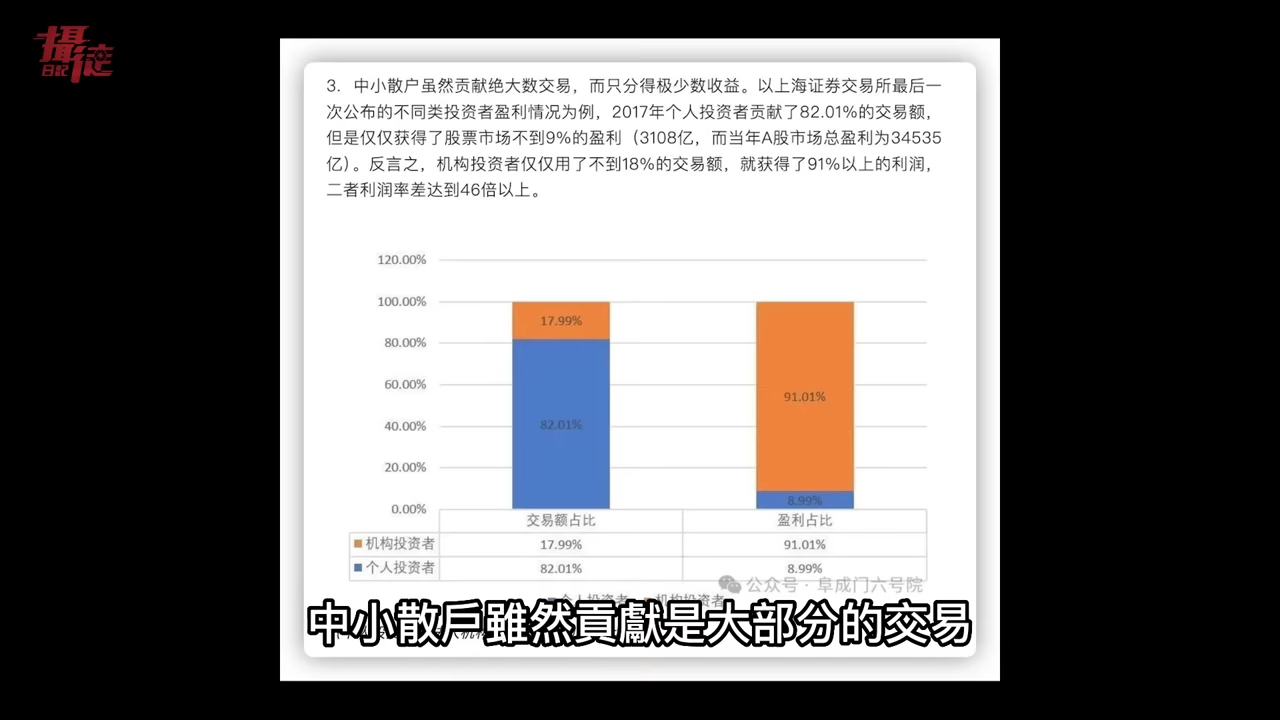 攝徒
日記
3. 中小散户虽然贡献绝大数交易，而只分得极少数收益。以上海证券交易所最后一
次公布的不同类投资者盈利情况为例，2017年个人投资者贡献了82.01%的交易额，
但是仅仅获得了股票市场不到9%的盈利（3108亿，而当年A股市场总盈利为34535
亿）。反言之，机构投资者仅仅用了不到18%的交易额，就获得了91%以上的利润，
二者利润率差达到46倍以上。
120.00%
100.00%
80.00%
60.00%
40.00%
20.00%
0.00%
17.99%
82.01%
91.01%
8.99%
交易额占比 盈利占比
机构投资者 17.99% 91.01%
个人投资者 82.01% 8.99%
公众号·阜成门六号院
个人投资者 机构投资者
中小散戶雖然貢獻是大部分的交易